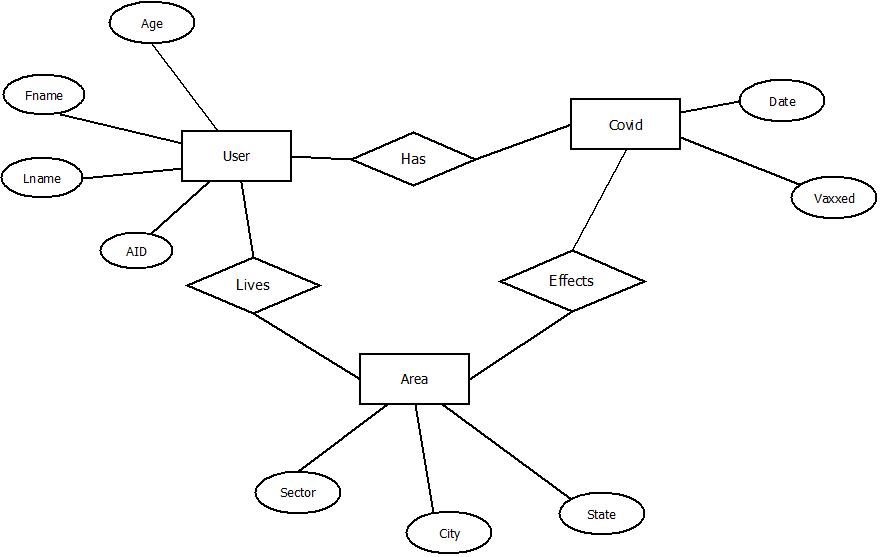 Age
Fname
Date
Covid
User
Has
Lname
Vaxxed
AID
Lives
Effects
Area
Sector
State
City